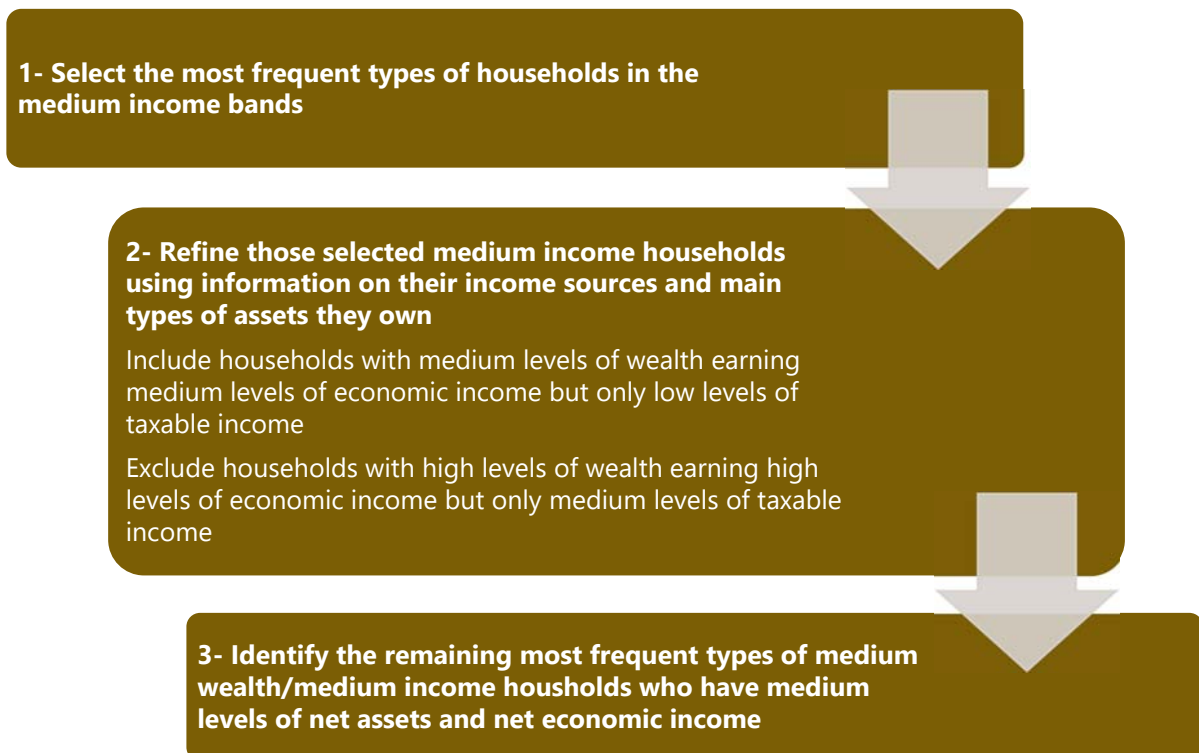 1- Select the most frequent types of households in the
medium income bands
2- Refine those selected medium income households
using information on their income sources and main
types of assets they own
Include households with medium levels of wealth earning
medium levels of economic income but only low levels of
taxable income
Exclude households with high levels of wealth earning high
levels of economic income but only medium levels of taxable
income
3- Identify the remaining most frequent types of medium
wealth/medium income housholds who have medium
levels of net assets and net economic income